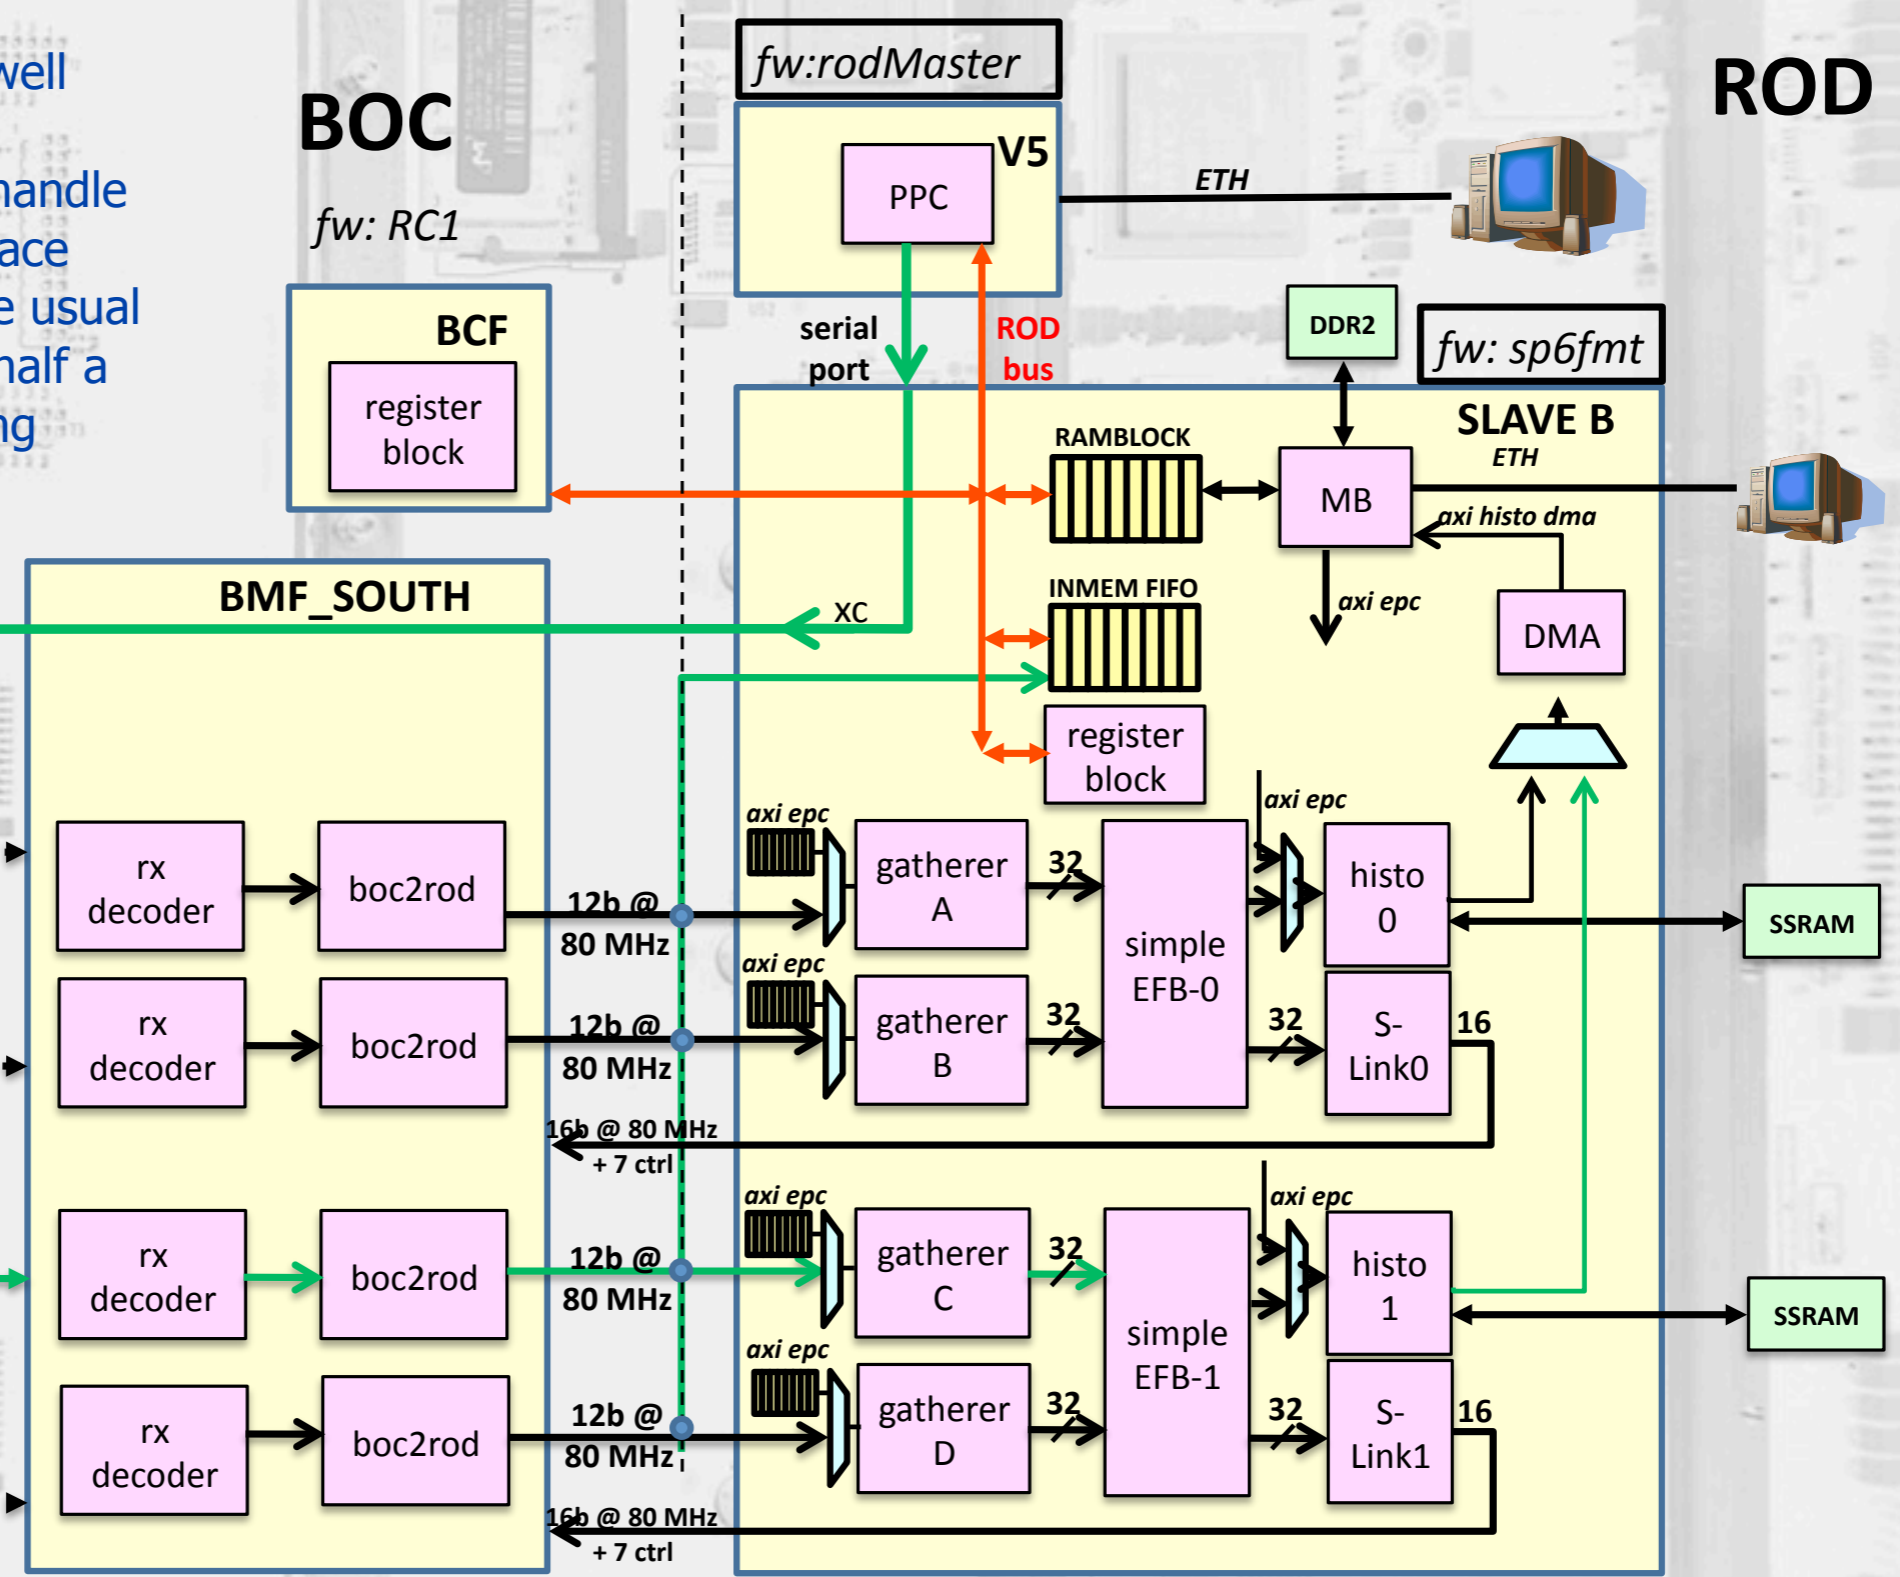 well
handle
ace
e usual
half a
ng
BOC
fw: RC1
fw:rodMaster
ROD
V5
PPC
ETH
serial
port
ROD
bus
DDR2
fw: sp6fmt
BCF
register
block
SLAVE B
ETH
RAMBLOCK
MB
axi histo dma
INMEM FIFO
axi epc
DMA
BMF_SOUTH
XC
register
block
axi epc
axi epc
rx
decoder
boc2rod
12b @
80 MHz
gatherer
A
32
simple
EFB-0
histo
0
SSRAM
axi epc
rx
decoder
boc2rod
12b @
80 MHz
gatherer
B
32
32
S-
Link0
16
16b @ 80 MHz
+ 7 ctrl
axi epc
axi epc
rx
decoder
boc2rod
12b @
80 MHz
gatherer
C
32
simple
EFB-1
histo
1
SSRAM
axi epc
rx
decoder
boc2rod
12b @
80 MHz
gatherer
D
32
32
S-
Link1
16
16b @ 80 MHz
+ 7 ctrl